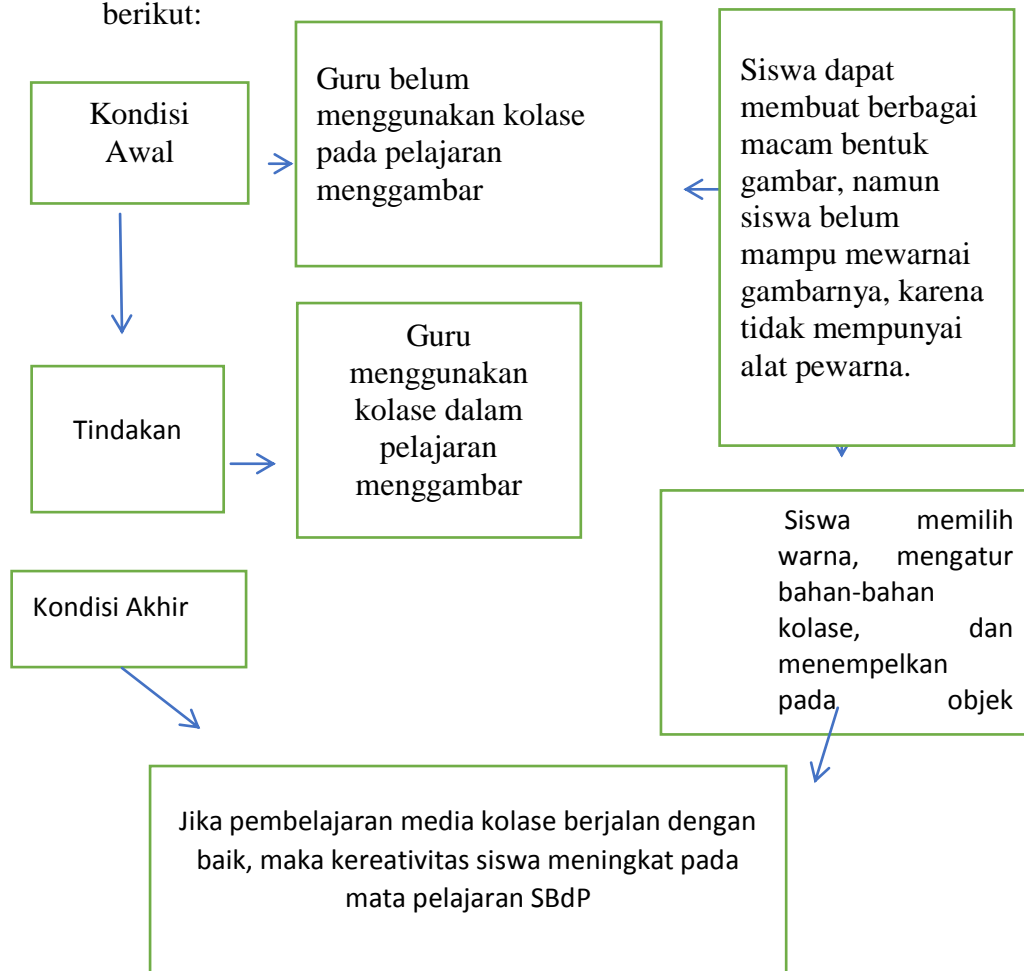 berikut:
Kondisi
Awal
Guru belum
menggunakan kolase
pada pelajaran
menggambar
Siswa dapat
membuat berbagai
macam bentuk
gambar, namun
siswa belum
mampu mewarnai
gambarnya, karena
tidak mempunyai
alat pewarna.
Tindakan
Guru
menggunakan
kolase dalam
pelajaran
menggambar
Siswa memilih
warna, mengatur
bahan-bahan
kolase, dan
menempelkan
pada objek
Kondisi Akhir
Jika pembelajaran media kolase berjalan dengan
baik, maka kereativitas siswa meningkat pada
mata pelajaran SBdP